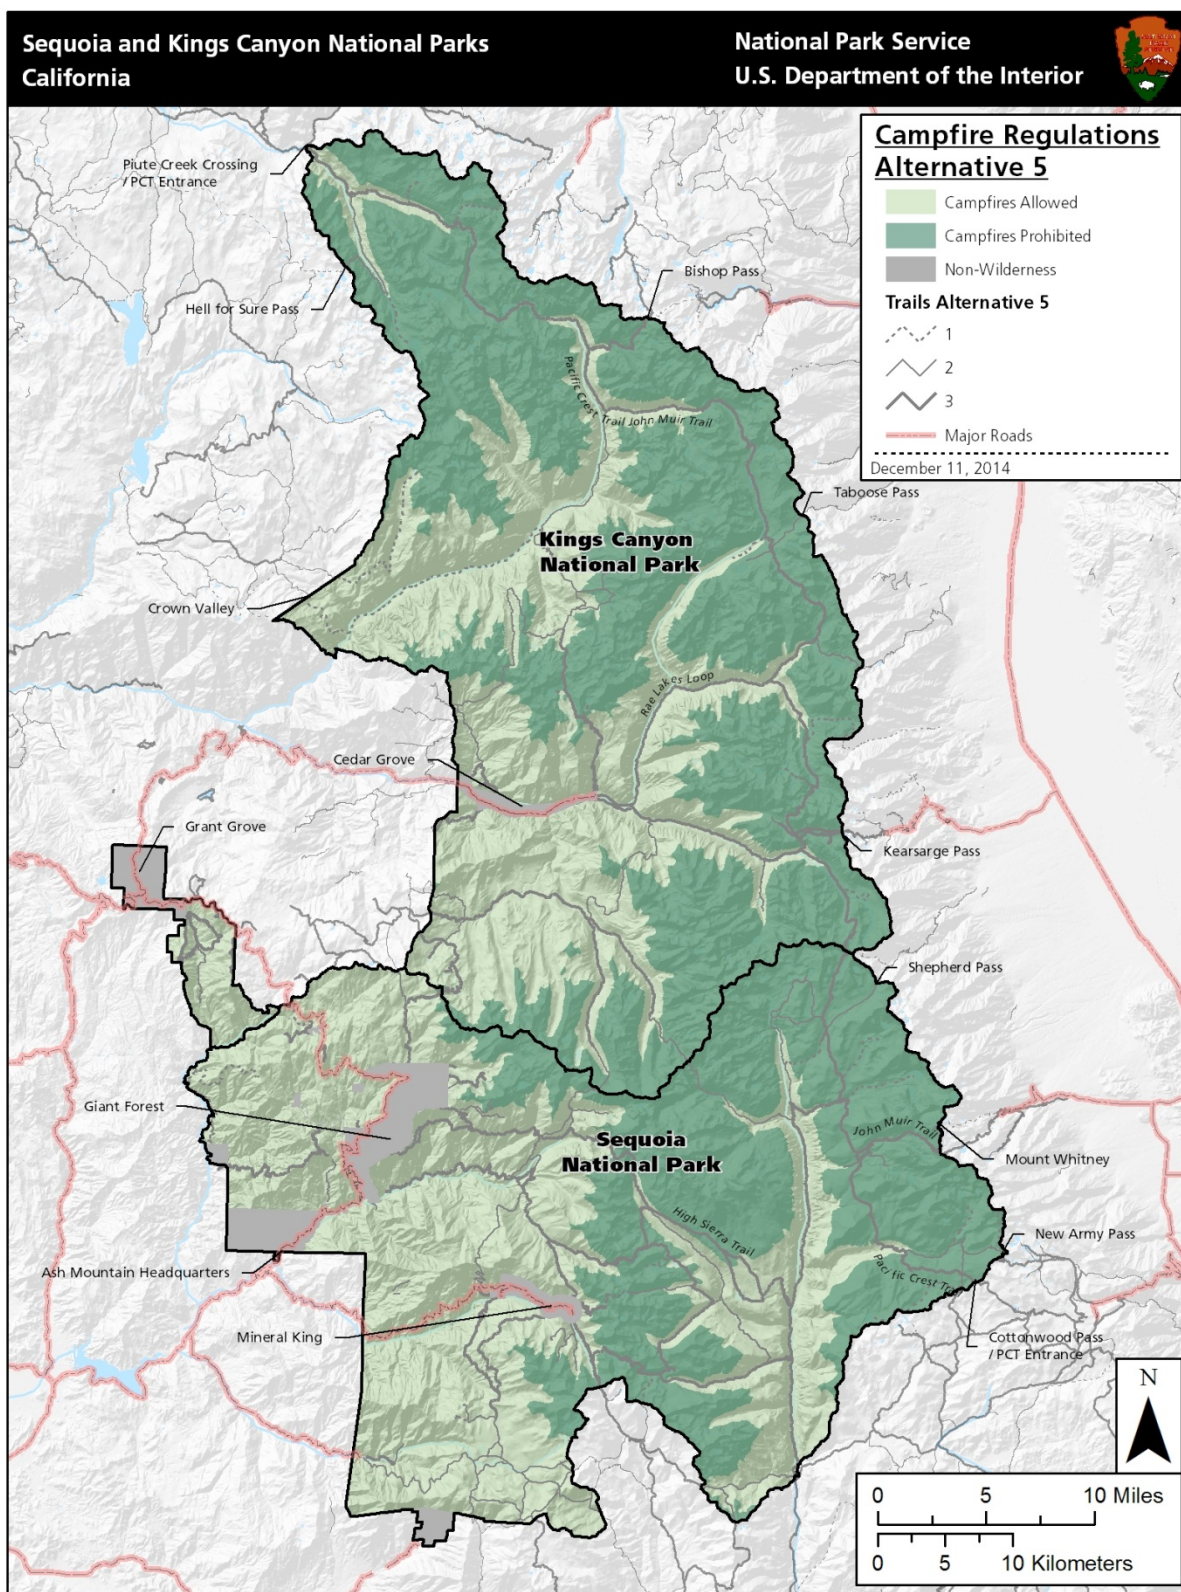 Sequoia and Kings Canyon National Parks
California
National Park Service
U.S. Department of the Interior
Campfire Regulations
Alternative 5
Campfires Allowed
Campfires Prohibited
Non-Wilderness
Trails Alternative 5
1
2
3
Major Roads
December 11, 2014
Piute Creek Crossing
/ PCT Entrance
Bishop Pass
Hell for Sure Pass
Pacific Crest Trail John Muir Trail
Taboose Pass
Kings Canyon
National Park
Crown Valley
Rae Lakes Loop
Cedar Grove
Grant Grove
Kearsarge Pass
Shepherd Pass
Giant Forest
John Muir Trail
Sequoia
National Park
Mount Whitney
High Sierra Trail
New Army Pass
Pacific Crest
Ash Mountain Headquarters
Mineral King
Cottonwood Pass
/ PCT Entrance
N
0 5 10 Miles
0 5 10 Kilometers